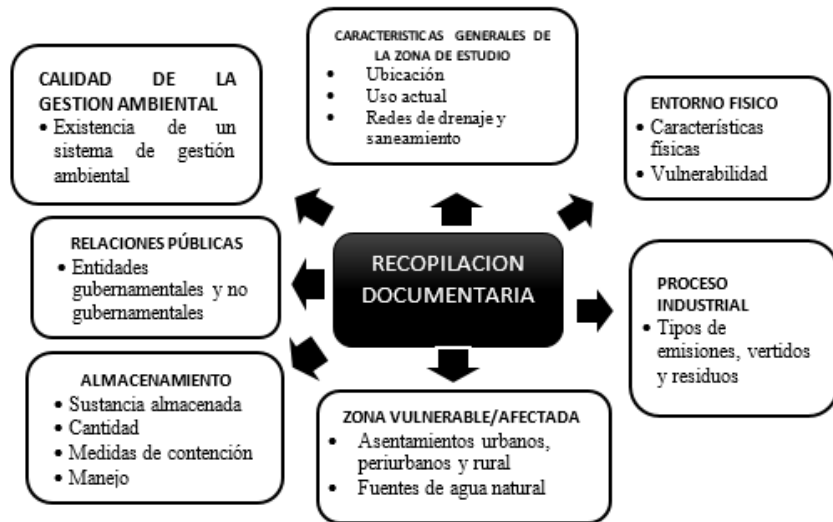 CARACTERISTICAS GENERALES DE
LA ZONA DE ESTUDIO
• Ubicación
• Uso actual
• Redes de drenaje y
saneamiento
CALIDAD DE LA
GESTION AMBIENTAL
• Existencia de un
sistema de gestión
ambiental
ENTORNO FISICO
• Características
físicas
• Vulnerabilidad
RELACIONES PÚBLICAS
• Entidades
gubernamentales y no
gubernamentales
RECOPILACION
DOCUMENTARIA
PROCESO
INDUSTRIAL
• Tipos de
emisiones, vertidos
y residuos
ALMACENAMIENTO
• Sustancia almacenada
• Cantidad
• Medidas de contención
• Manejo
ZONA VULNERABLE/AFECTADA
• Asentamientos urbanos,
periurbanos y rural
• Fuentes de agua natural